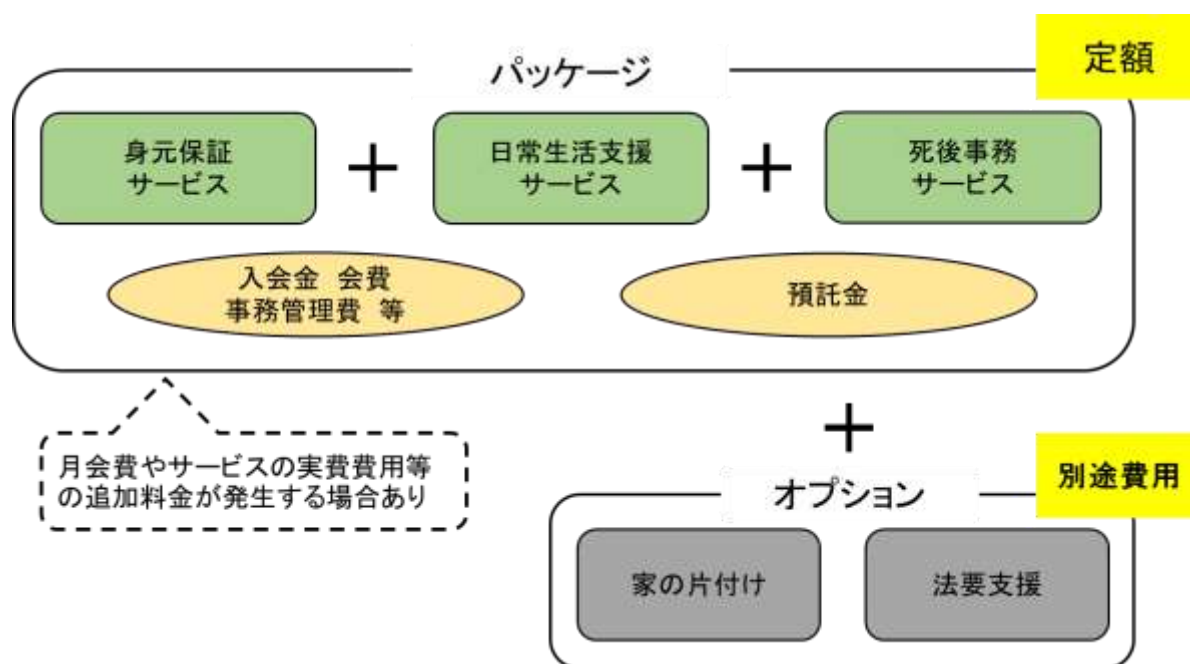 定額
パッケージ
身元保証
サービス
＋
日常生活支援
サービス
＋
死後事務
サービス
入会金 会費
事務管理費 等
預託金
月会費やサービスの実費費用等
の追加料金が発生する場合あり
＋
別途費用
オプション
家の片付け
法要支援